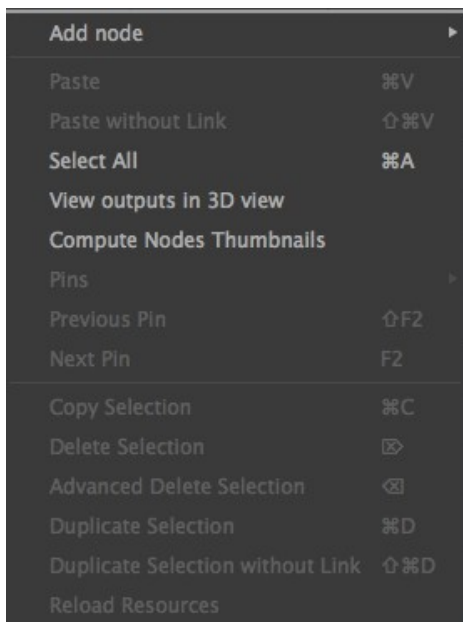 Add node
Paste ⌘V
Paste without Link ⇧⌘V
Select All ⌘A
View outputs in 3D view
Compute Nodes Thumbnails
Pins
Previous Pin ⇧F2
Next Pin F2
Copy Selection ⌘C
Delete Selection ⌦
Advanced Delete Selection ⌫
Duplicate Selection ⌘D
Duplicate Selection without Link ⇧⌘D
Reload Resources